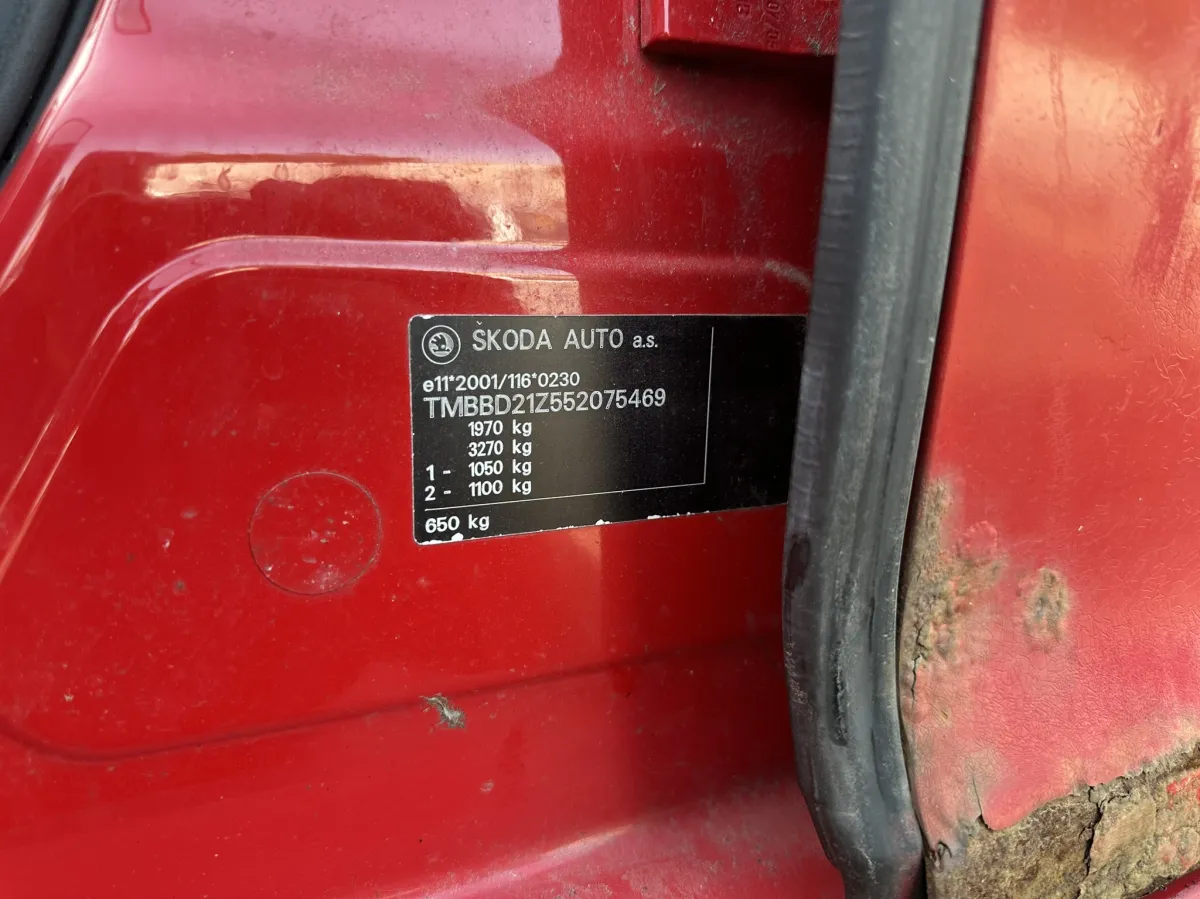 ŠKODA AUTO a.s.
e11*2001/116*0230
TMBBD21Z552075469
1970 kg
3270 kg
1 - 1050 kg
2 - 1100 kg
650 kg